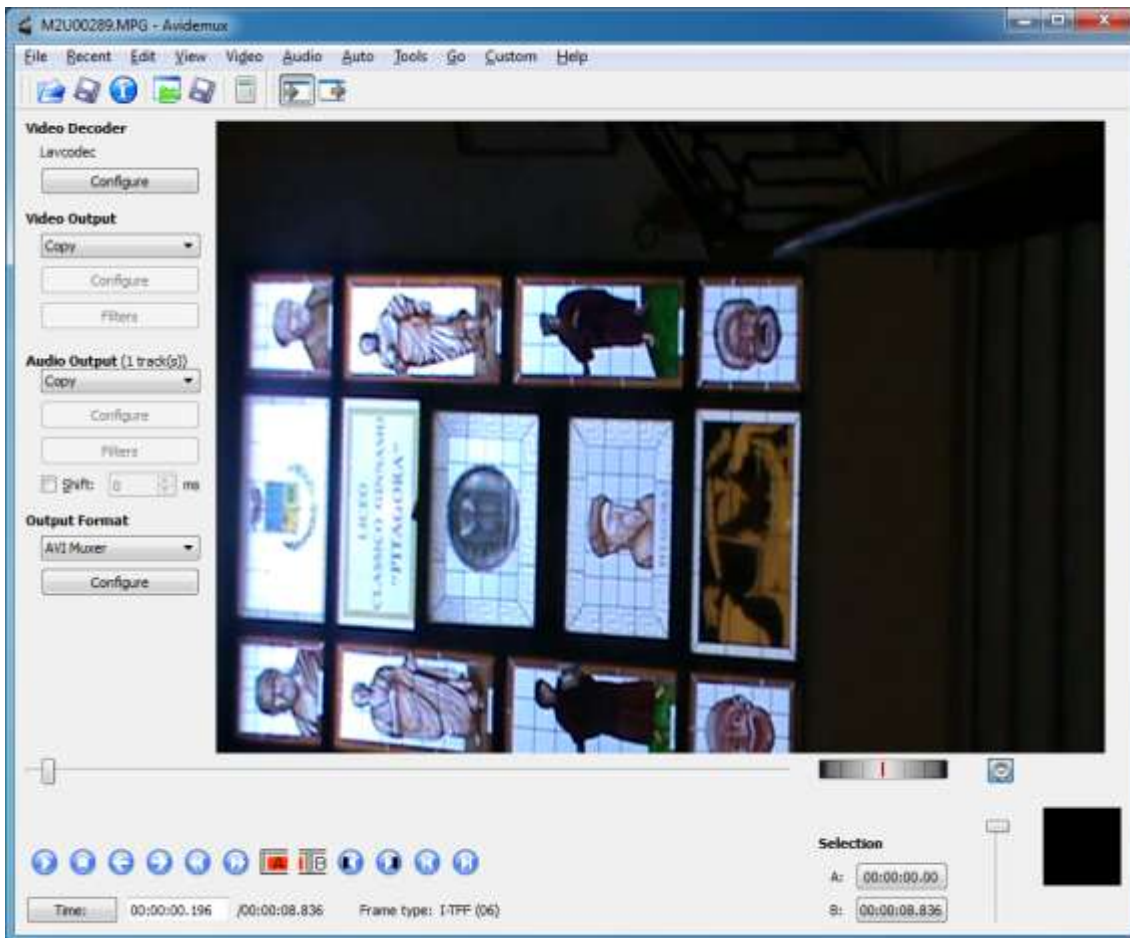 M2U00289.MPG - Avidemux
File Recent Edit View Video Audio Auto Tools Go Custom Help
Video Decoder
Lavcodec
Configure
Video Output
Copy
Configure
Filters
Audio Output (1 track(s))
Copy
Configure
Filters
Shift: 0 ms
Output Format
AVI Muxer
Configure
LICEO
CLASSICO GINNASIO
"PITAGORA"
A
B
Selection
A: 00:00:00.00
B: 00:00:08.836
Time: 00:00:00.196 /00:00:08.836 Frame type: I-TFF (06)